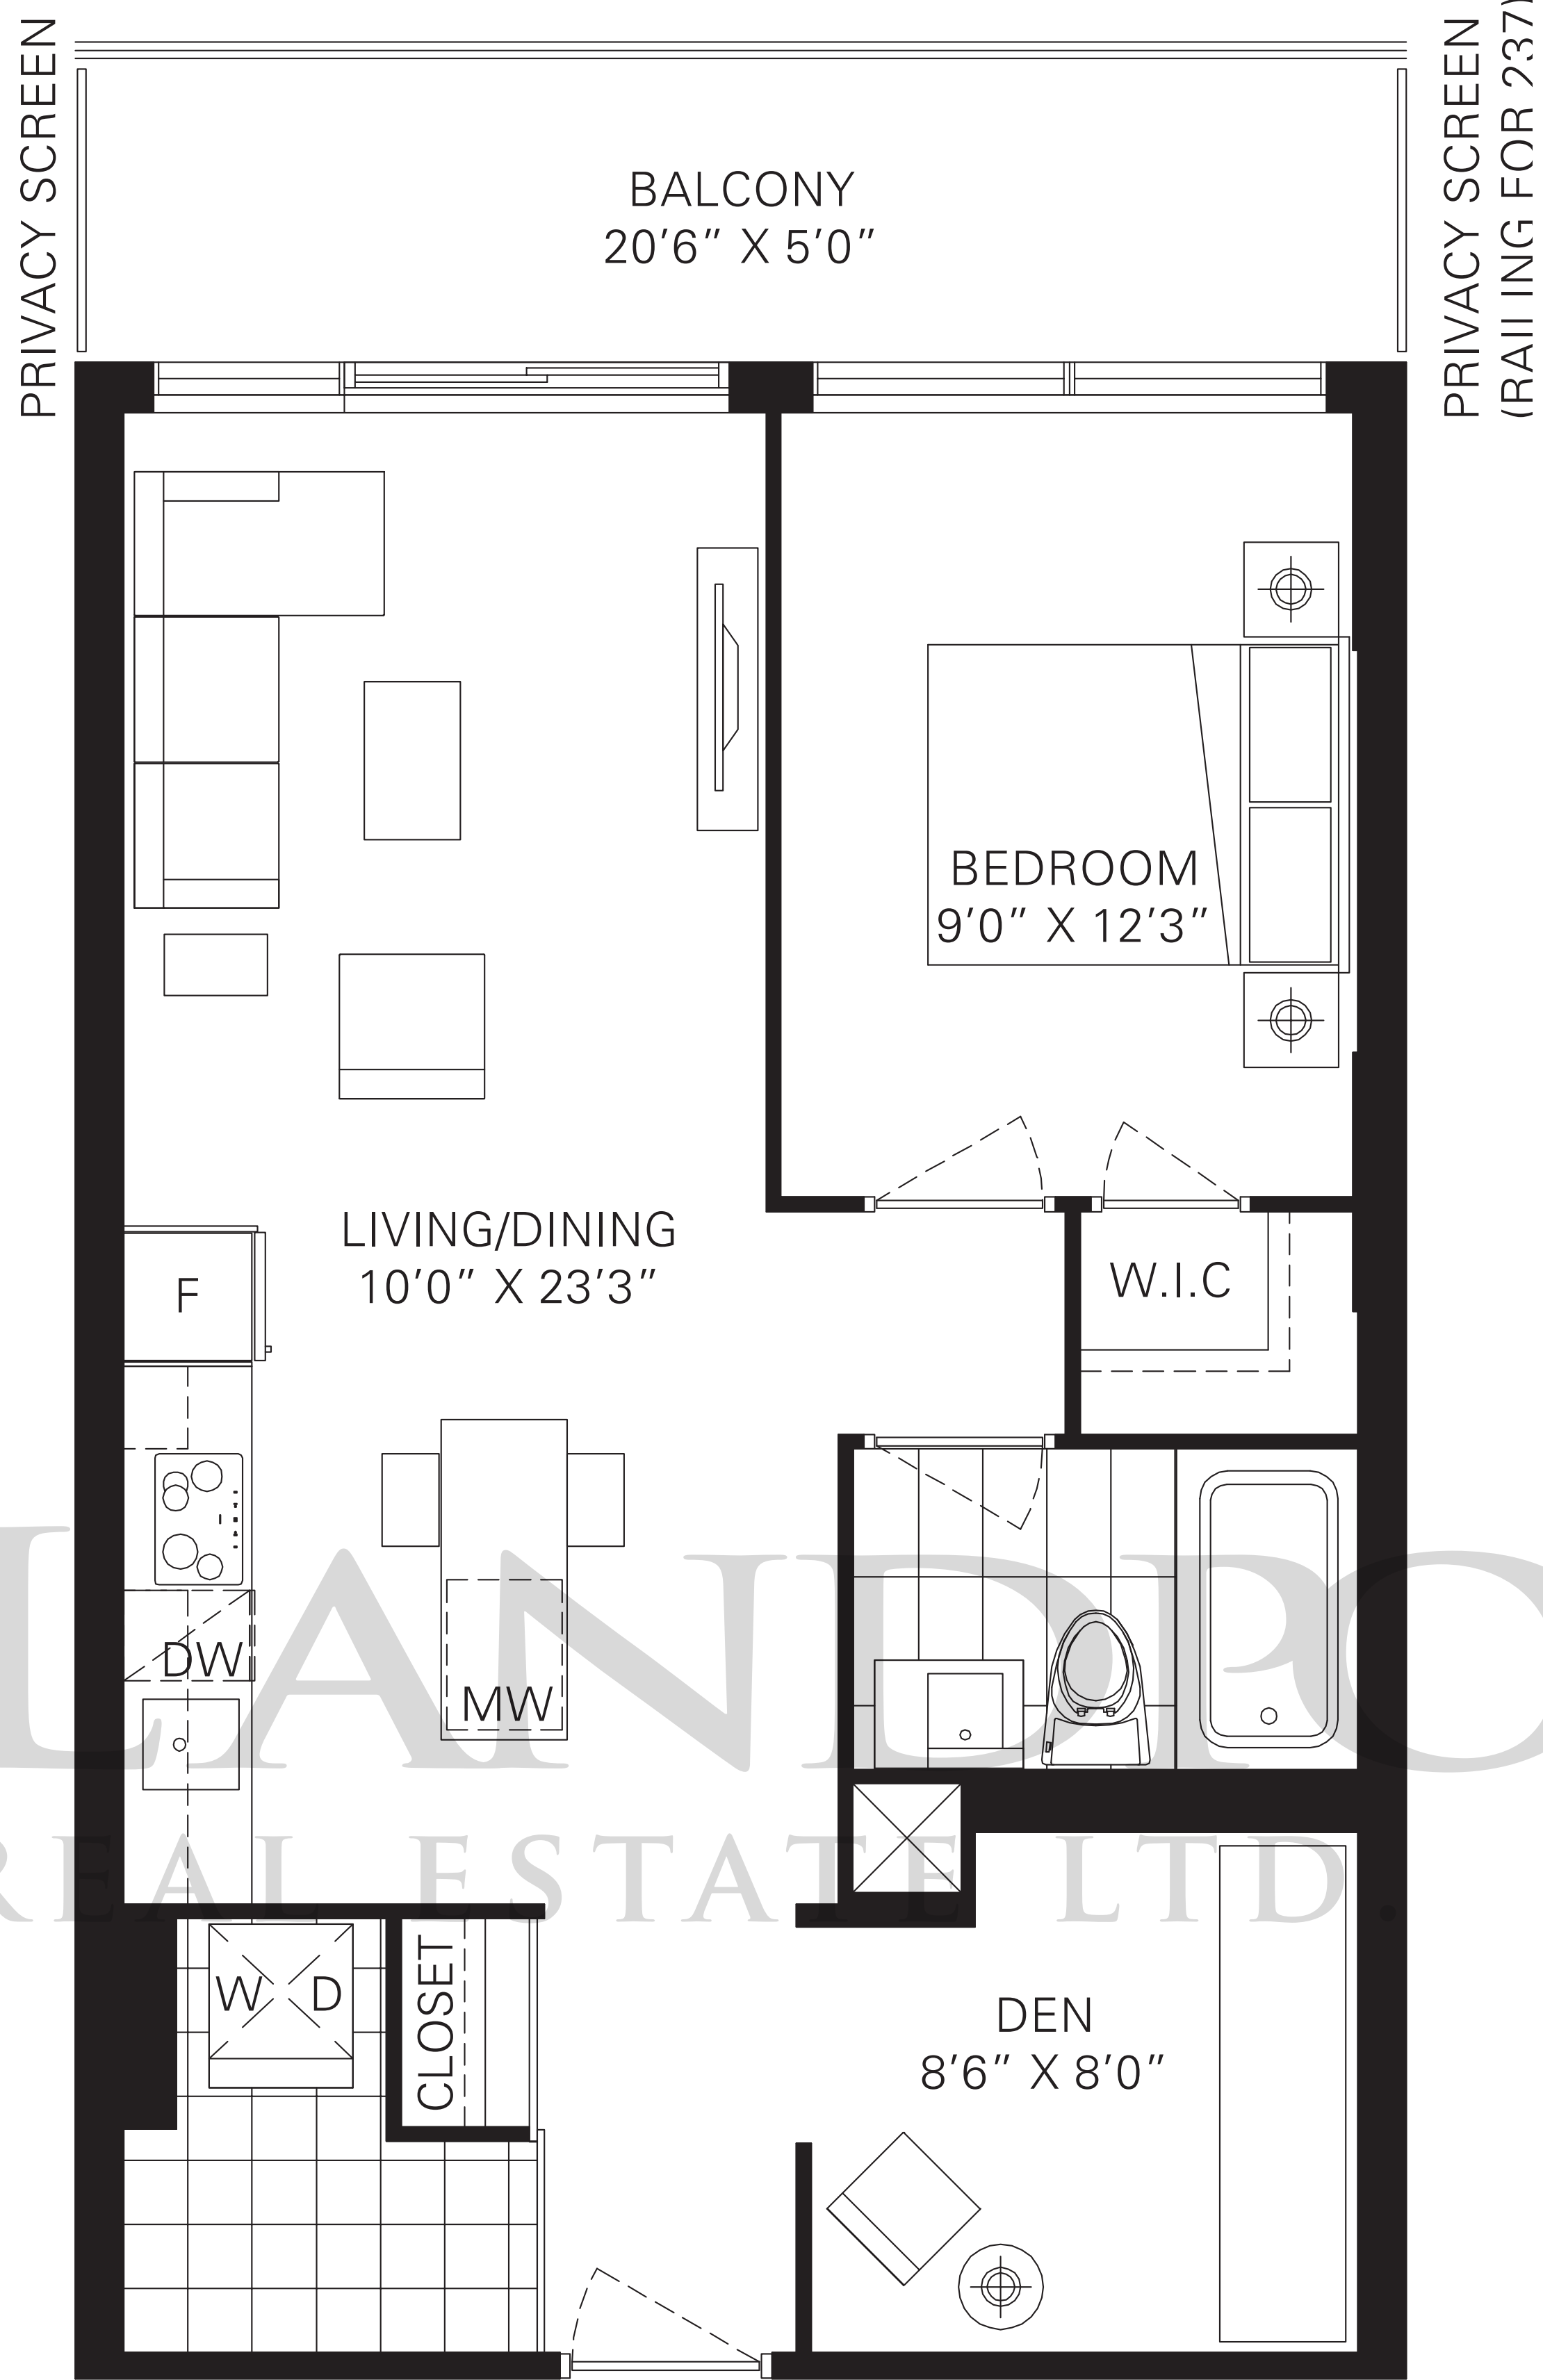 PRIVACY SCREEN
PRIVACY SCREEN
(RAILING FOR 237)
BALCONY
20’6” X 5’0”
BEDROOM
9’0” X 12’3”
LIVING/DINING
10’0” X 23’3”
F
W.I.C
DW
MW
LANDPO
REAL ESTATE LTD.
W D
CLOSET
DEN
8’6” X 8’0”